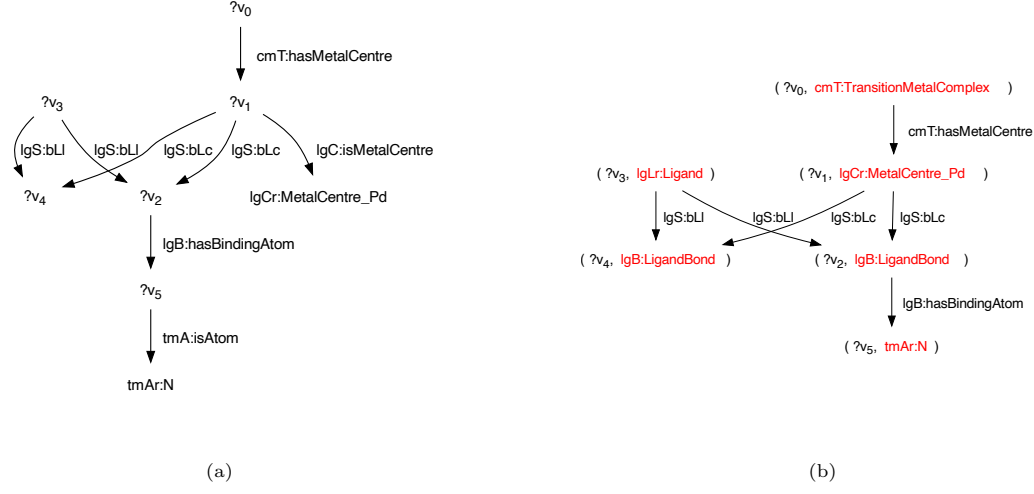 ?v0
cmT:hasMetalCentre
?v3
?v1
lgS:bLl
lgS:bLl
lgS:bLc
lgS:bLc
lgC:isMetalCentre
?v4
?v2
lgCr:MetalCentre_Pd
lgB:hasBindingAtom
?v5
tmA:isAtom
tmAr:N
(a)
( ?v0, cmT:TransitionMetalComplex )
cmT:hasMetalCentre
( ?v3, lgLr:Ligand )
( ?v1, lgCr:MetalCentre_Pd )
lgS:bLl
lgS:bLl
lgS:bLc
lgS:bLc
( ?v4, lgB:LigandBond )
( ?v2, lgB:LigandBond )
lgB:hasBindingAtom
( ?v5, tmAr:N )
(b)